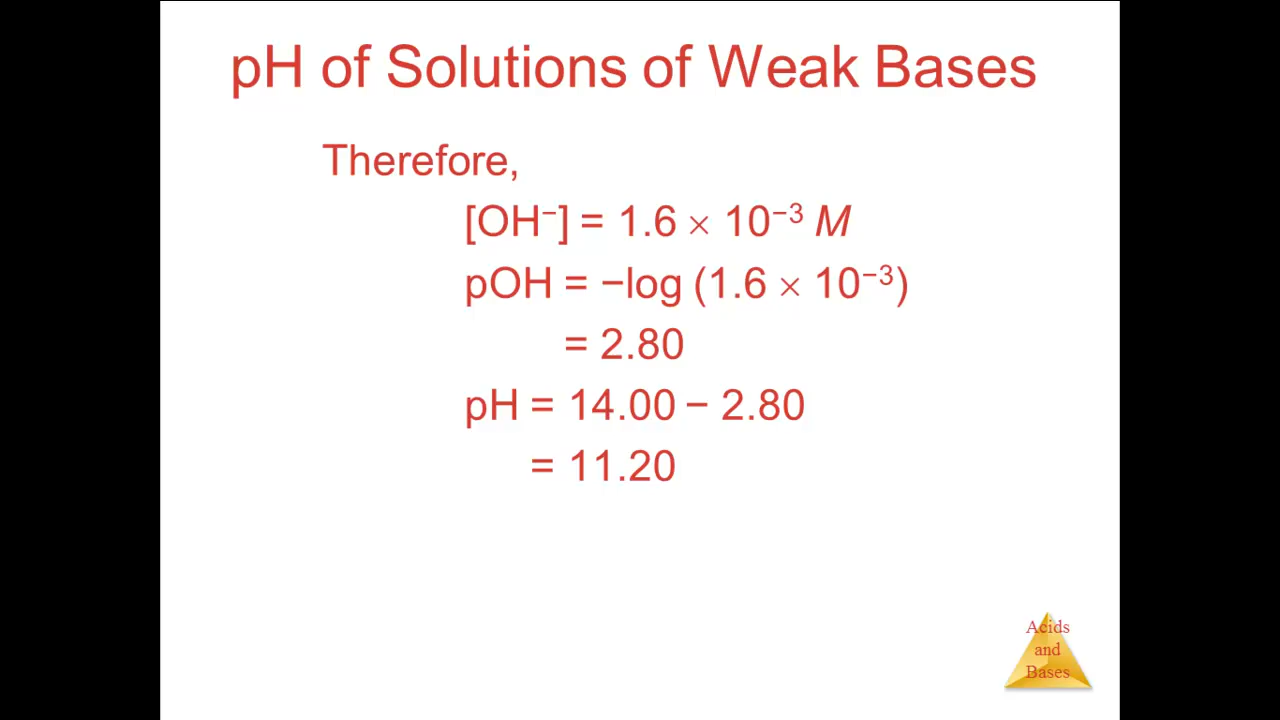 pH of Solutions of Weak Bases
Therefore,
[OH⁻] = 1.6 × 10⁻³ M
pOH = −log (1.6 × 10⁻³)
= 2.80
pH = 14.00 − 2.80
= 11.20
Acids
and
Bases